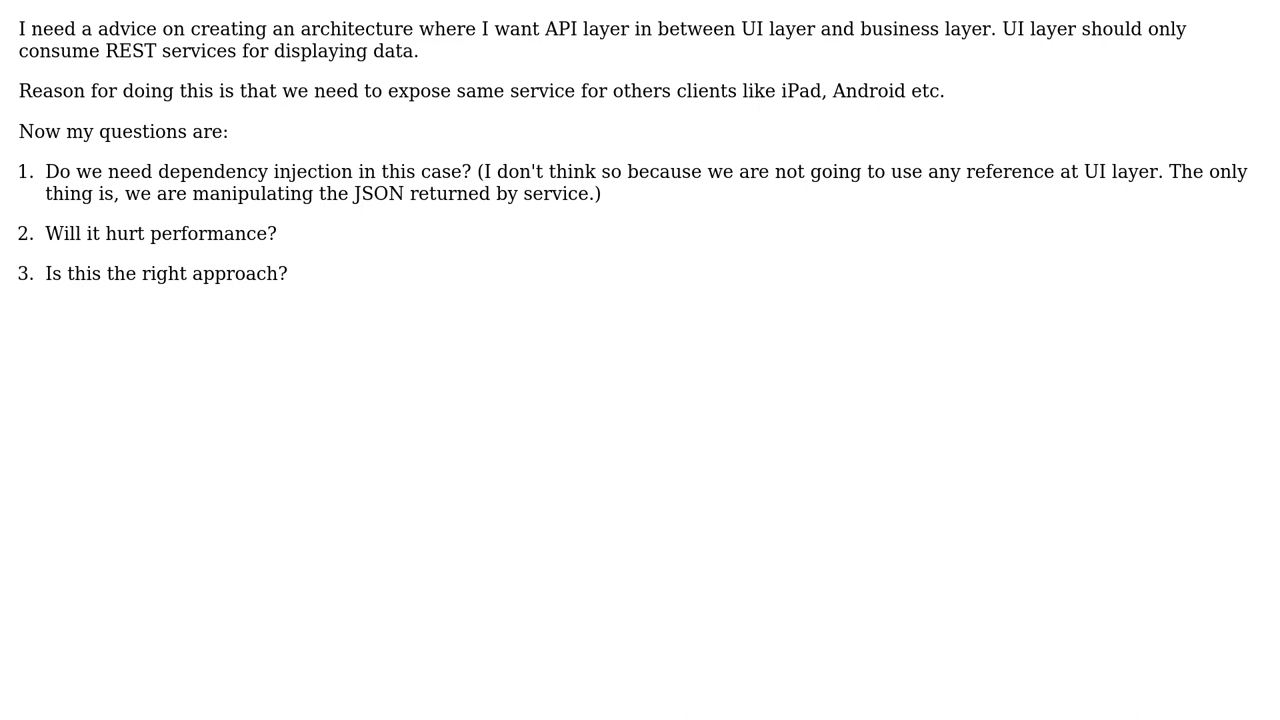 I need a advice on creating an architecture where I want API layer in between UI layer and business layer. UI layer should only
consume REST services for displaying data.
Reason for doing this is that we need to expose same service for others clients like iPad, Android etc.
Now my questions are:
1. Do we need dependency injection in this case? (I don't think so because we are not going to use any reference at UI layer. The only
thing is, we are manipulating the JSON returned by service.)
2. Will it hurt performance?
3. Is this the right approach?